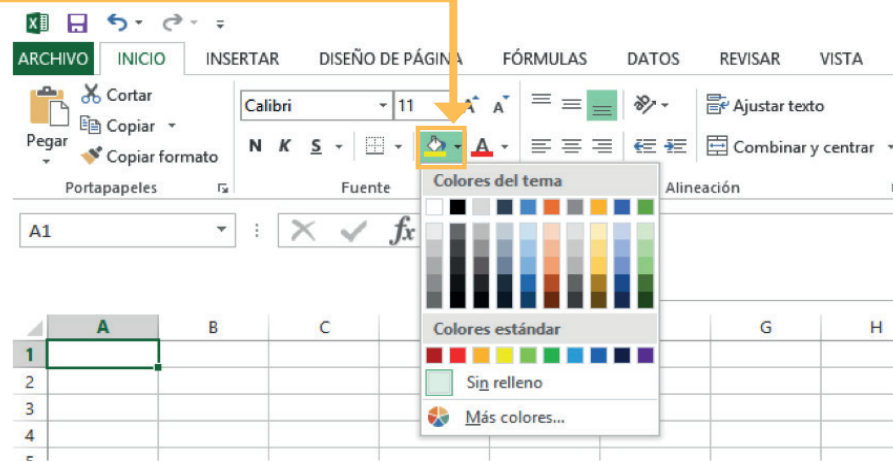 ARCHIVO INICIO INSERTAR DISEÑO DE PÁGINA FÓRMULAS DATOS REVISAR VISTA
Cortar
Copiar
Copiar formato
Pegar
Portapapeles
Calibri 11 A A
N K S A
Fuente
Ajustar texto
Combinar y centrar
Alineación
A1 fx
Colores del tema
Colores estándar
Sin relleno
Más colores...
A B C G H
1
2
3
4
5